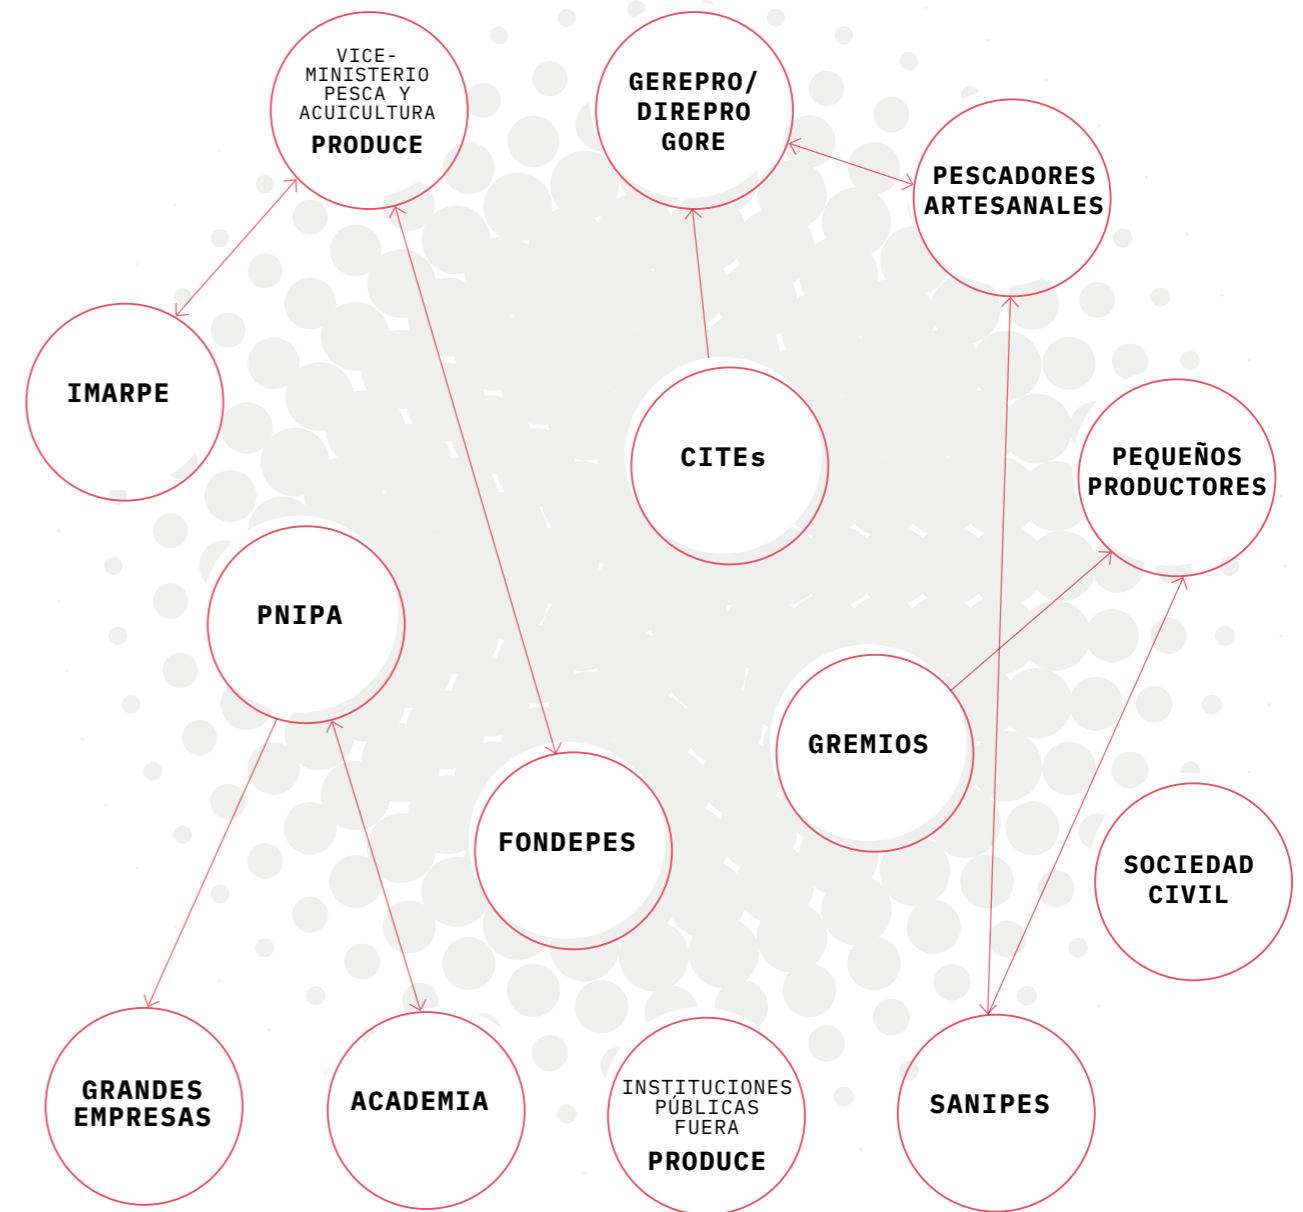 VICE-
MINISTERIO
PESCA Y
ACUICULTURA
PRODUCE
GEREPRO/
DIREPRO
GORE
PESCADORES
ARTESANALES
IMARPE
CITEs
PEQUEÑOS
PRODUCTORES
PNIPA
GREMIOS
FONDEPES
SOCIEDAD
CIVIL
GRANDES
EMPRESAS
ACADEMIA
INSTITUCIONES
PÚBLICAS
FUERA
PRODUCE
SANIPES